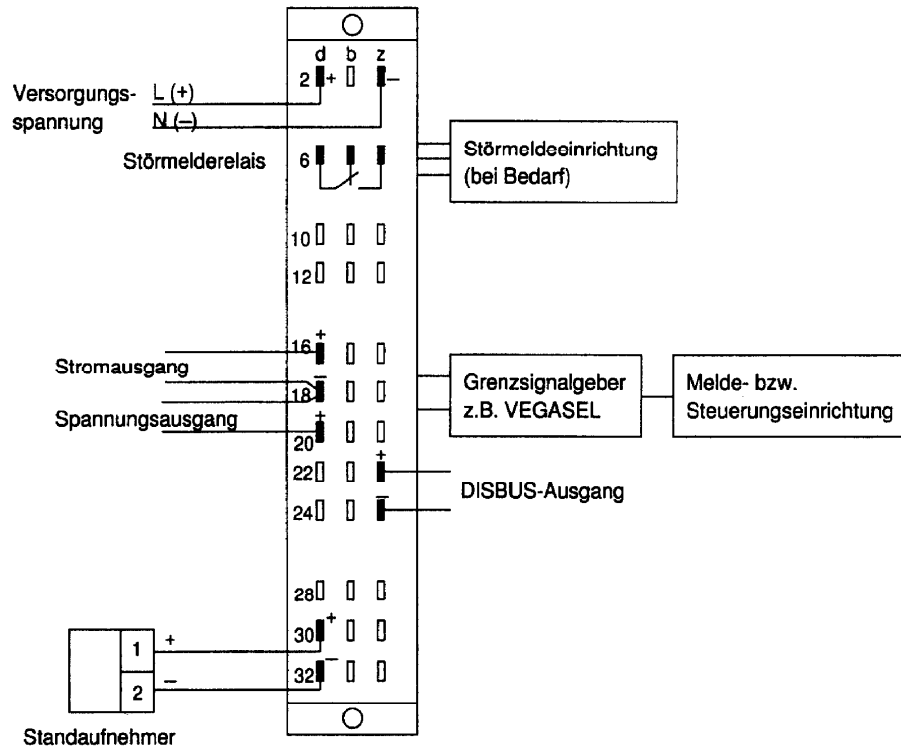 d b z
2 + –
Versorgungs- L (+)
spannung N (–)
Störmelderelais 6
Störmeldeeinrichtung
(bei Bedarf)
10
12
+
16
Stromausgang
–
18
Grenzsignalgeber
z.B. VEGASEL
Melde- bzw.
Steuerungseinrichtung
Spannungsausgang
+
20
+
22
DISBUS-Ausgang
–
24
28
+
30
1 +
–
32
2 –
Standaufnehmer